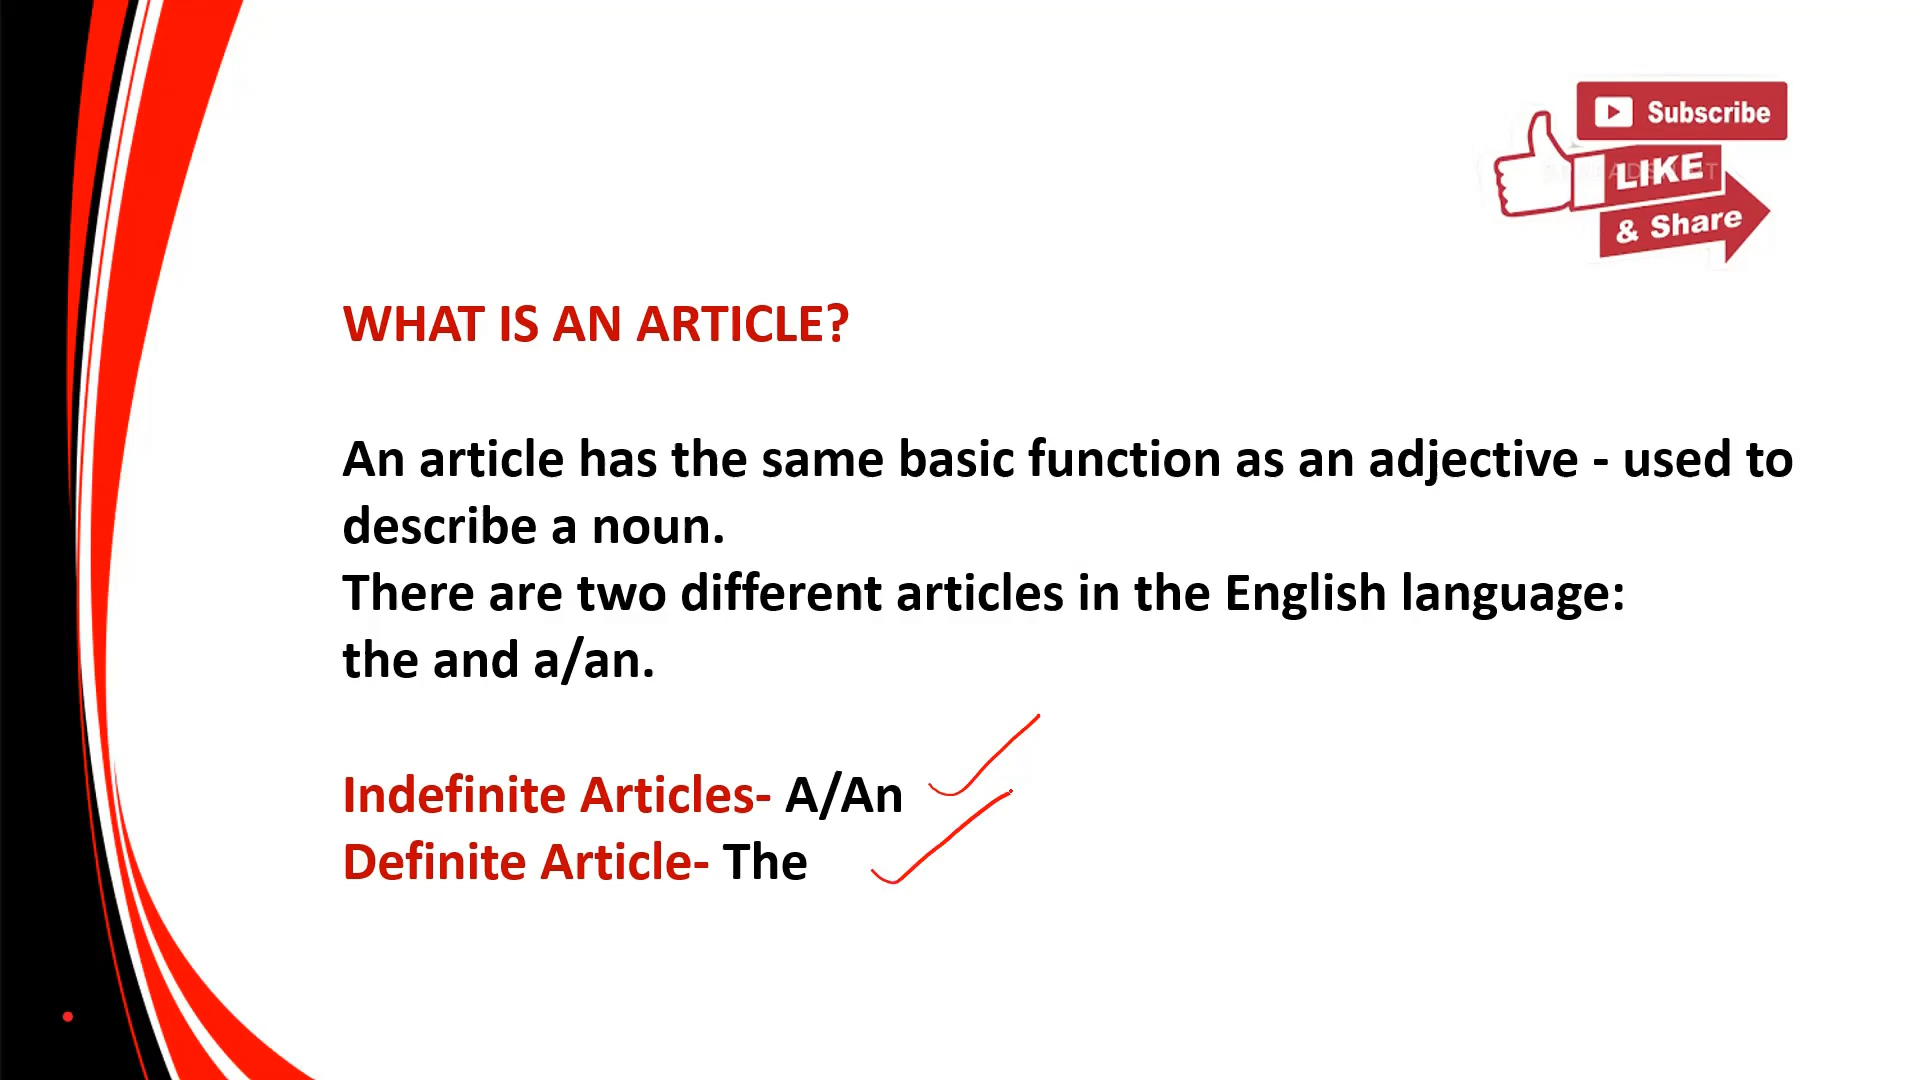 Subscribe
LIKE
& Share
WHAT IS AN ARTICLE?
An article has the same basic function as an adjective - used to
describe a noun.
There are two different articles in the English language:
the and a/an.
Indefinite Articles- A/An
Definite Article- The